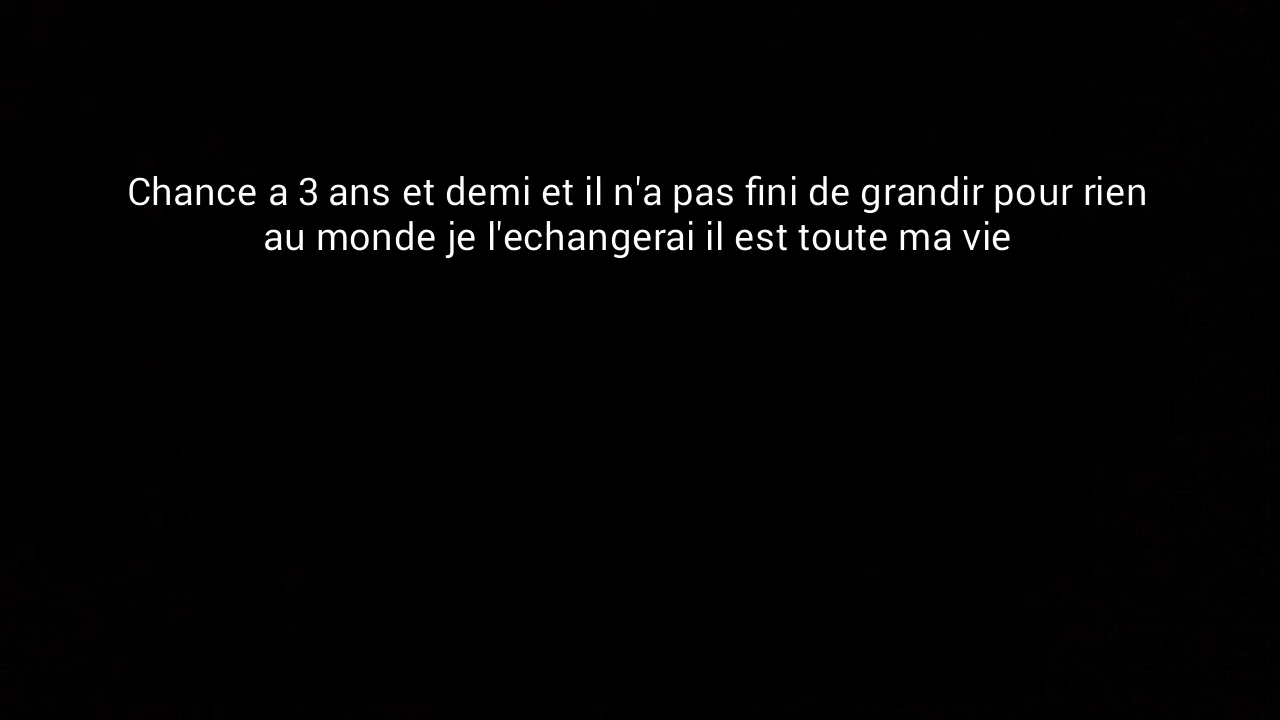 Chance a 3 ans et demi et il n'a pas fini de grandir pour rien
au monde je l'echangerai il est toute ma vie